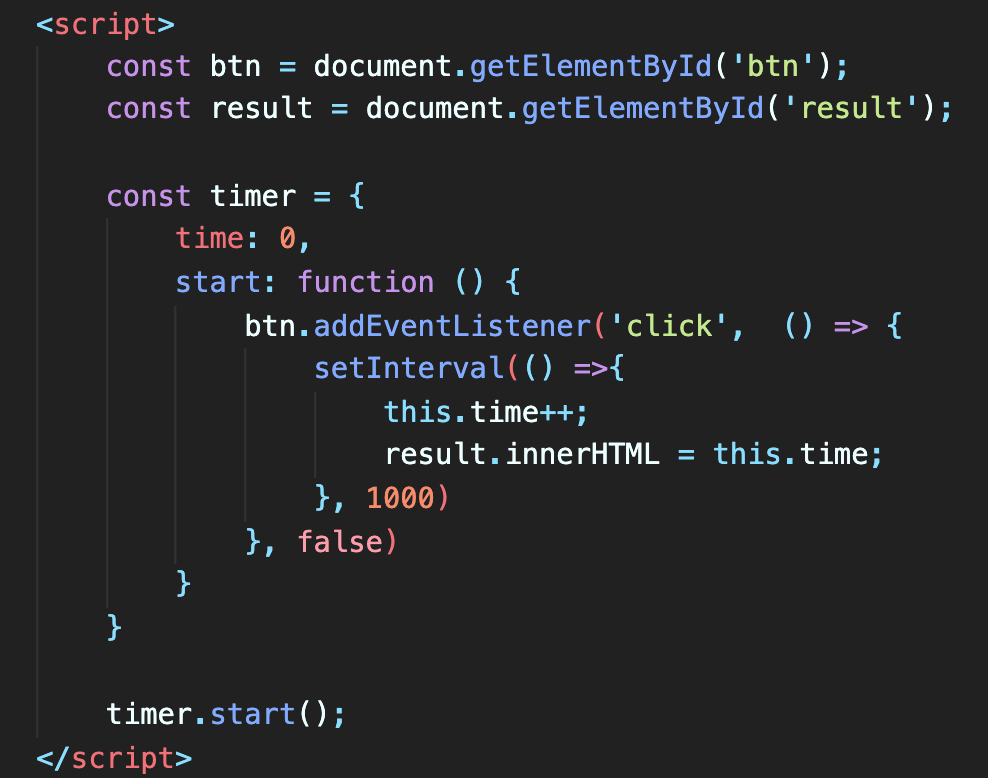 <script>
    const btn = document.getElementById('btn');
    const result = document.getElementById('result');

    const timer = {
        time: 0,
        start: function () {
            btn.addEventListener('click',  () => {
                setInterval(() =>{
                    this.time++;
                    result.innerHTML = this.time;
                }, 1000)
            }, false)
        }
    }

    timer.start();
</script>